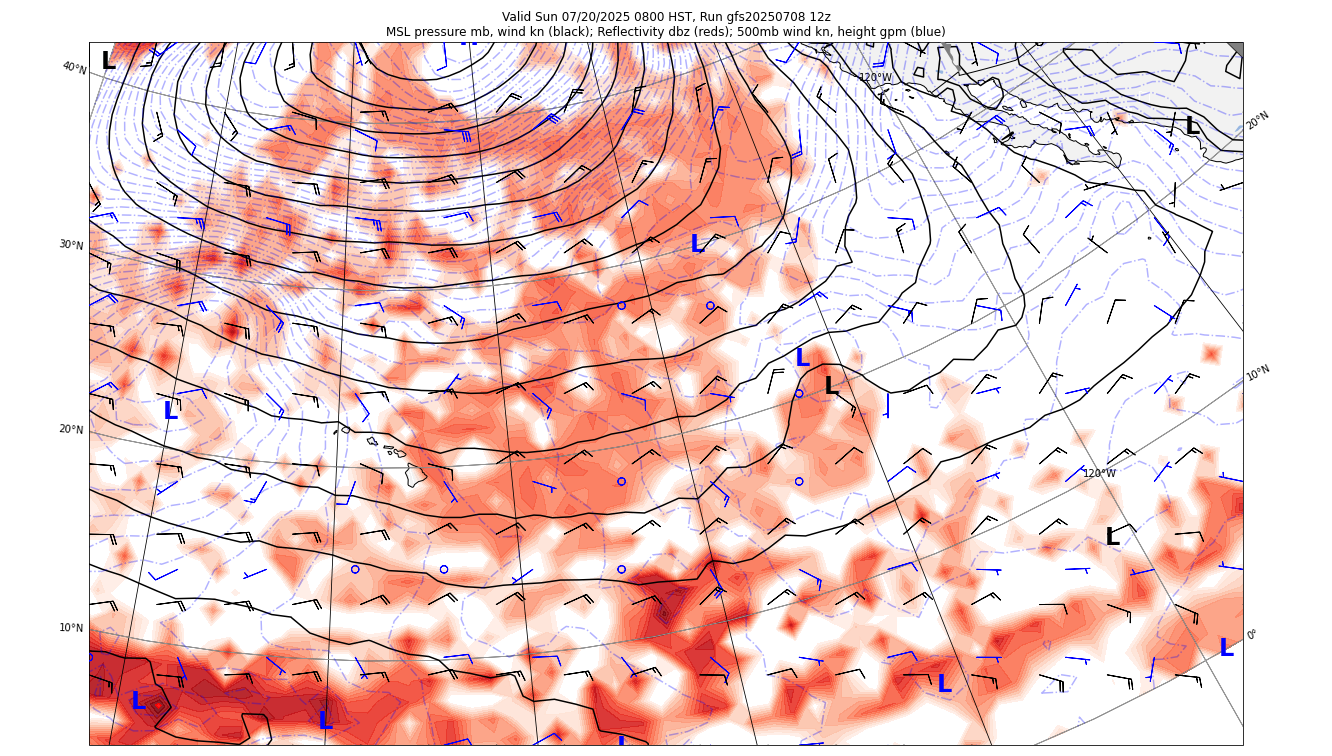 Valid Sun 07/20/2025 0800 HST, Run gfs20250708 12z
MSL pressure mb, wind kn (black); Reflectivity dbz (reds); 500mb wind kn, height gpm (blue)
L
40°N
120°W
L
20°N
30°N
L
L
L
10°N
L
20°N
120°W
L
10°N
0°
L
L
L
L
L